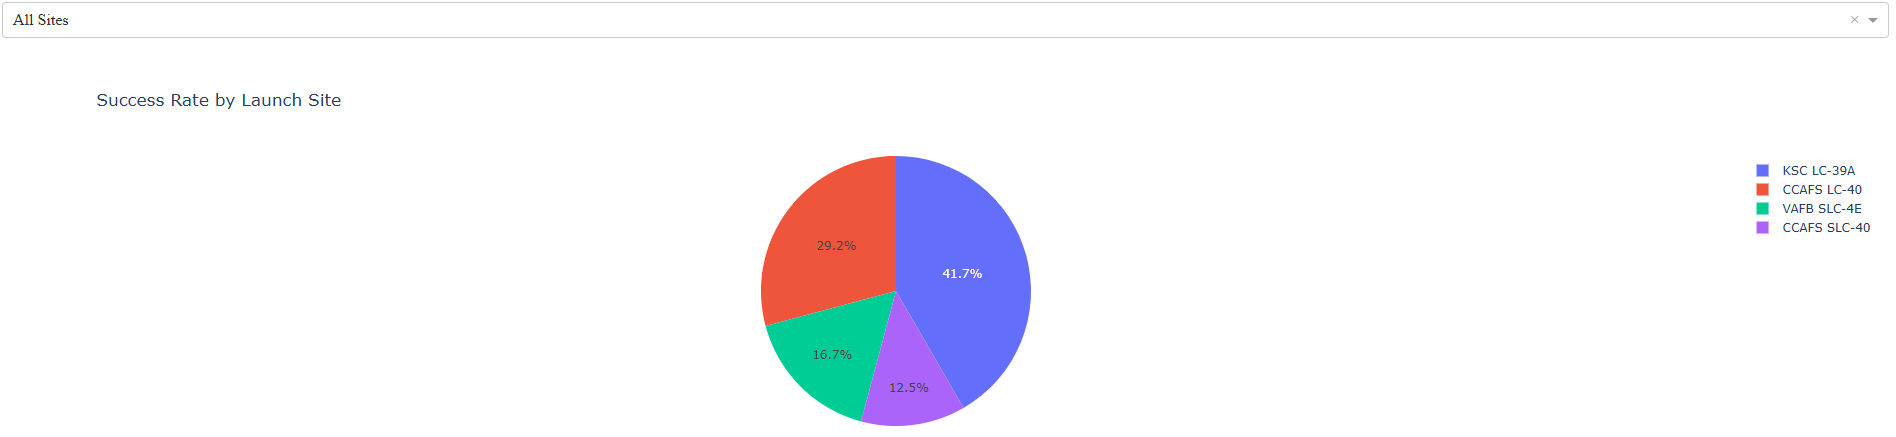 All Sites
Success Rate by Launch Site
KSC LC-39A
CCAFS LC-40
VAFB SLC-4E
CCAFS SLC-40
29.2%
41.7%
16.7%
12.5%